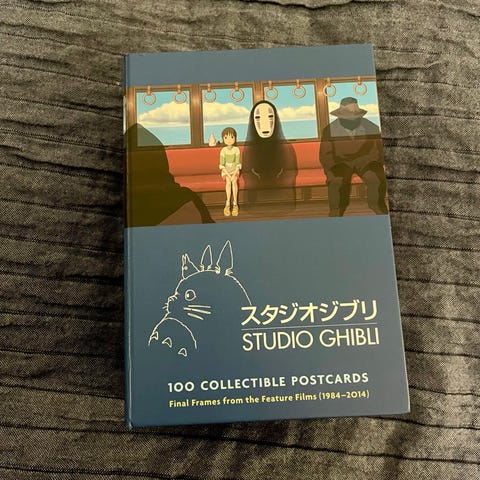 スタジオジブリ
STUDIO GHIBLI
100 COLLECTIBLE POSTCARDS
Final Frames from the Feature Films (1984–2014)